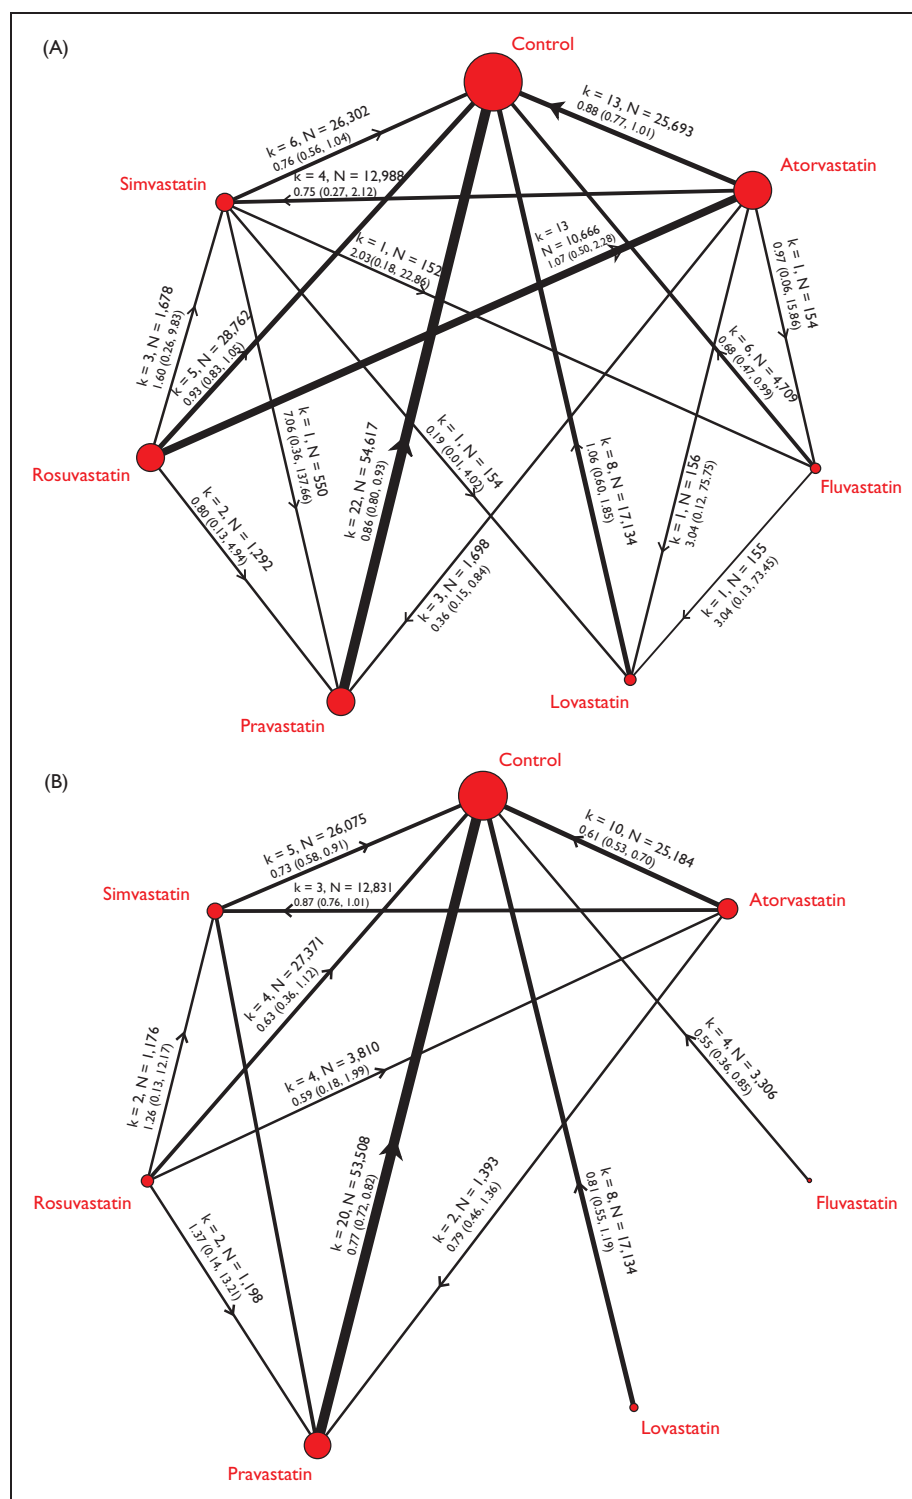 (A)
Control
k = 6, N = 26,302
0.76 (0.56, 1.04)
k = 13, N = 25,693
0.88 (0.77, 1.01)
Simvastatin
k = 4, N = 12,988
0.75 (0.27, 2.12)
Atorvastatin
k = 1, N = 152
2.03(0.18, 22.86)
k = 13
N = 10,666
1.07 (0.50, 2.28)
k = 1, N = 154
0.97 (0.06, 15.86)
k = 3, N = 1,678
1.60 (0.26, 9.83)
k = 5, N = 28,762
0.93 (0.83, 1.05)
k = 6, N = 4,709
0.68 (0.47, 0.99)
Rosuvastatin
k = 1, N = 550
7.06 (0.36, 137.66)
k = 22, N = 54,617
0.86 (0.80, 0.93)
k = 1, N = 154
0.19 (0.01, 4.02)
k = 8, N = 17,134
1.06 (0.60, 1.85)
k = 1, N = 156
3.04 (0.12, 75.75)
Fluvastatin
k = 2, N = 1,292
0.80 (0.13, 4.94)
k = 3, N = 1,698
0.36 (0.15, 0.84)
k = 1, N = 155
3.04 (0.13, 73.45)
Pravastatin
Lovastatin
(B)
Control
k = 5, N = 26,075
0.73 (0.58, 0.91)
k = 10, N = 25,184
0.61 (0.53, 0.70)
Simvastatin
k = 3, N = 12,831
0.87 (0.76, 1.01)
Atorvastatin
k = 4, N = 27,371
0.63 (0.36, 1.12)
k = 2, N = 1,176
1.26 (0.13, 12.17)
k = 4, N = 3,810
0.59 (0.18, 1.99)
k = 4, N = 3,306
0.55 (0.36, 0.85)
Rosuvastatin
k = 20, N = 53,508
0.77 (0.72, 0.82)
k = 2, N = 1,393
0.79 (0.46, 1.36)
k = 8, N = 17,134
0.81 (0.55, 1.19)
Fluvastatin
k = 2, N = 1,198
1.37 (0.14, 13.21)
Lovastatin
Pravastatin